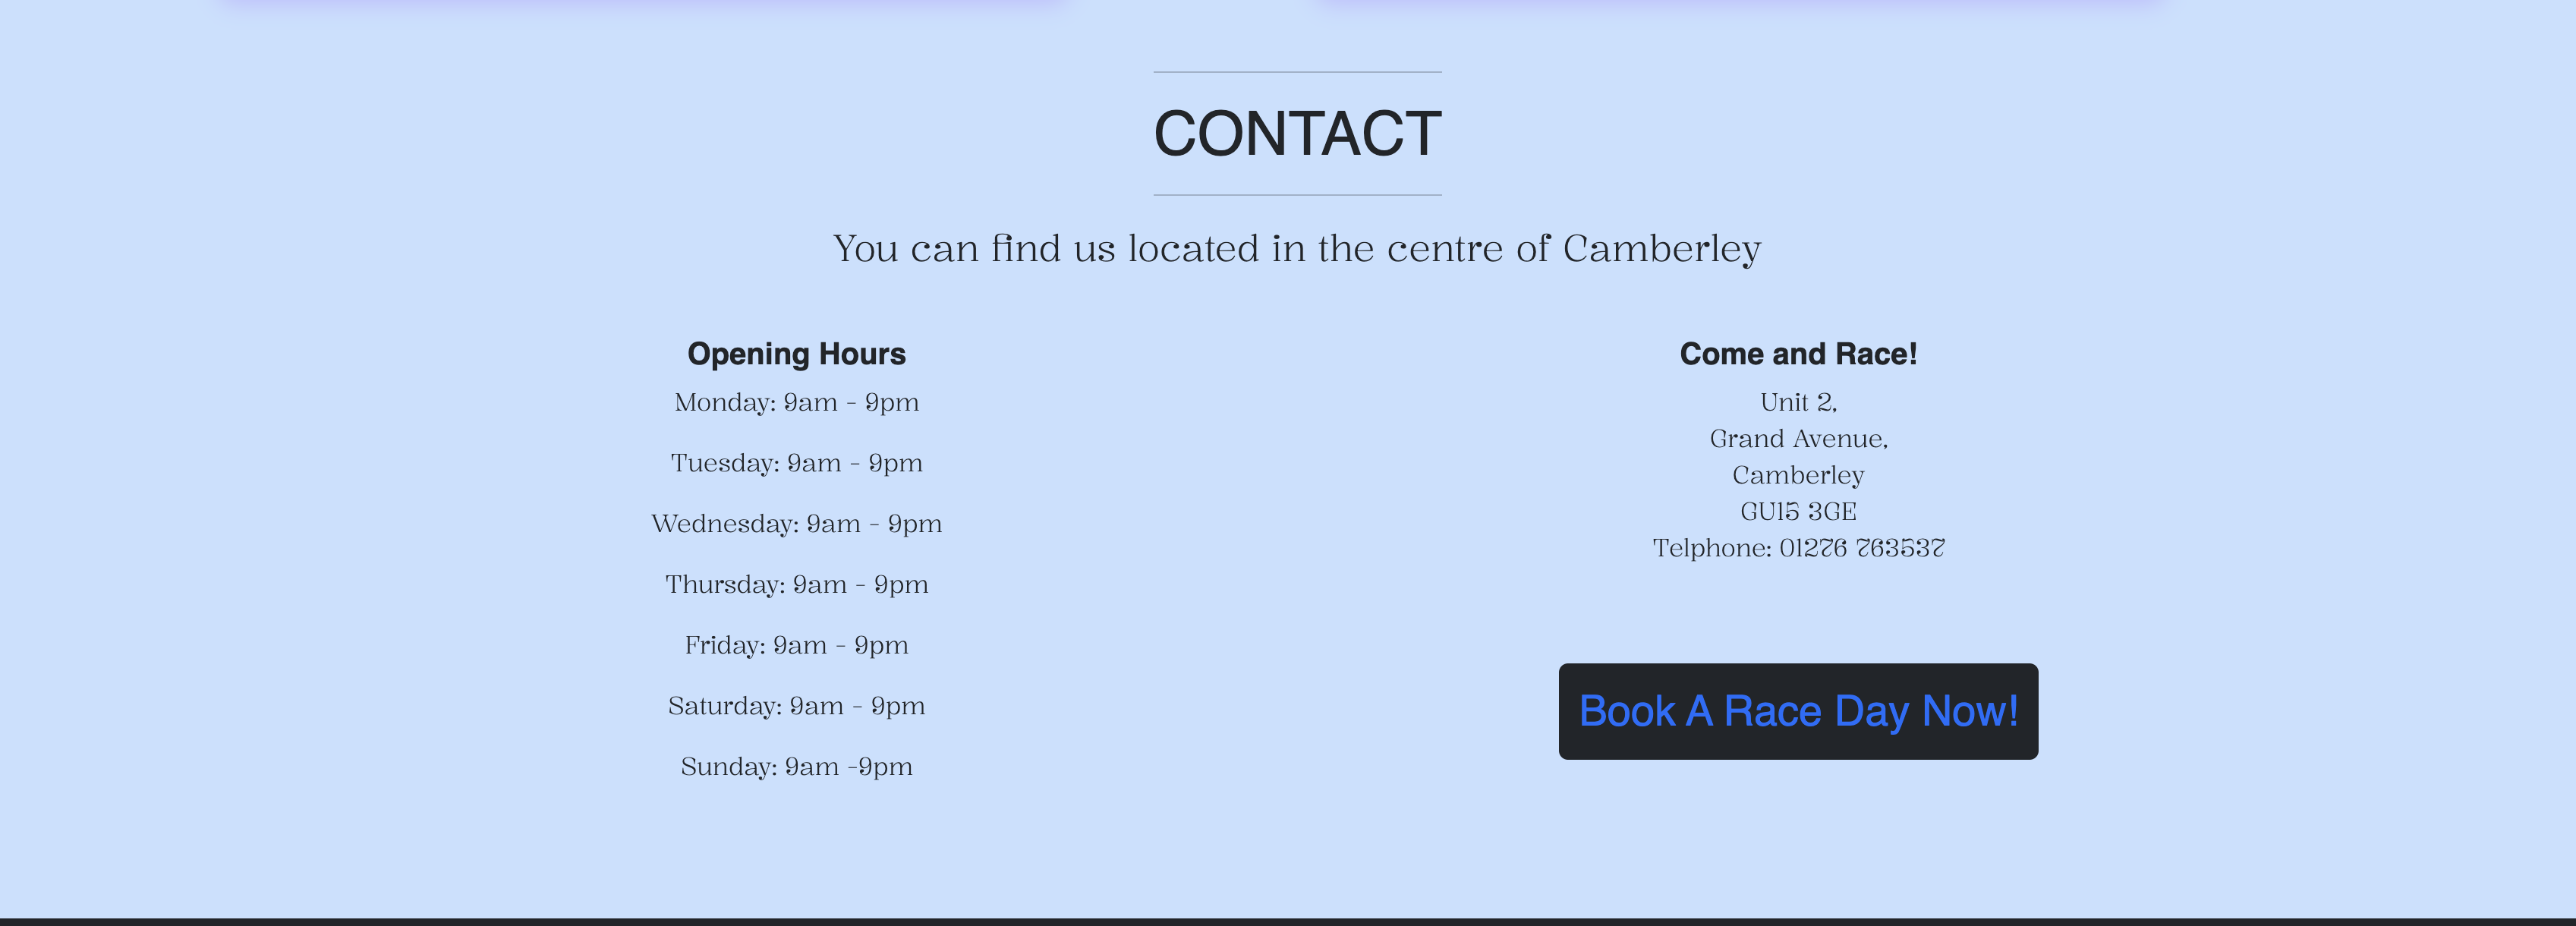 CONTACT
You can find us located in the centre of Camberley
Opening Hours
Monday: 9am - 9pm
Tuesday: 9am - 9pm
Wednesday: 9am - 9pm
Thursday: 9am - 9pm
Friday: 9am - 9pm
Saturday: 9am - 9pm
Sunday: 9am -9pm
Come and Race!
Unit 2,
Grand Avenue,
Camberley
GU15 3GE
Telphone: 01276 763537
Book A Race Day Now!